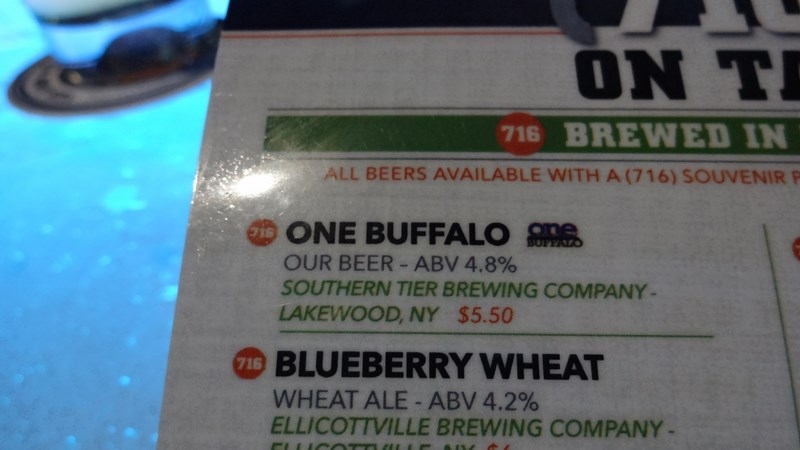 ON
716 BREWED IN
ALL BEERS AVAILABLE WITH A (716) SOUVENIR
716 ONE BUFFALO one BUFFALO
OUR BEER - ABV 4.8%
SOUTHERN TIER BREWING COMPANY -
LAKEWOOD, NY $5.50
716 BLUEBERRY WHEAT
WHEAT ALE - ABV 4.2%
ELLICOTTVILLE BREWING COMPANY -
ELLICOTTVILLE, NY